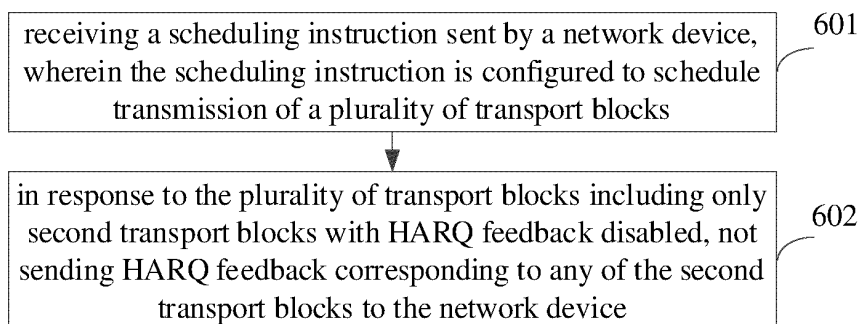 receiving a scheduling instruction sent by a network device,
wherein the scheduling instruction is configured to schedule
transmission of a plurality of transport blocks
601
in response to the plurality of transport blocks including only
second transport blocks with HARQ feedback disabled, not
sending HARQ feedback corresponding to any of the second
transport blocks to the network device
602